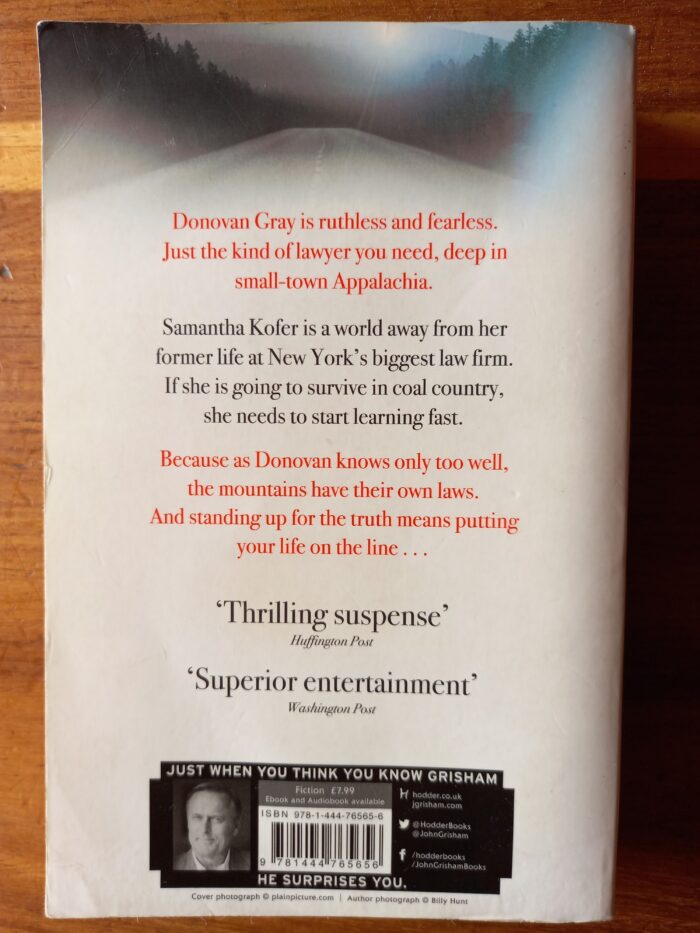 Donovan Gray is ruthless and fearless.
Just the kind of lawyer you need, deep in
small-town Appalachia.
Samantha Kofer is a world away from her
former life at New York’s biggest law firm.
If she is going to survive in coal country,
she needs to start learning fast.
Because as Donovan knows only too well,
the mountains have their own laws.
And standing up for the truth means putting
your life on the line . . .
‘Thrilling suspense’
Huffington Post
‘Superior entertainment’
Washington Post
JUST WHEN YOU THINK YOU KNOW GRISHAM
Fiction £7.99
Ebook and Audiobook available
ISBN 978-1-444-76565-6
9 781444 765656
hodder.co.uk
jgrisham.com
@HodderBooks
@JohnGrisham
/hodderbooks
/JohnGrishamBooks
HE SURPRISES YOU.
Cover photograph © plainpicture.com | Author photograph © Billy Hunt